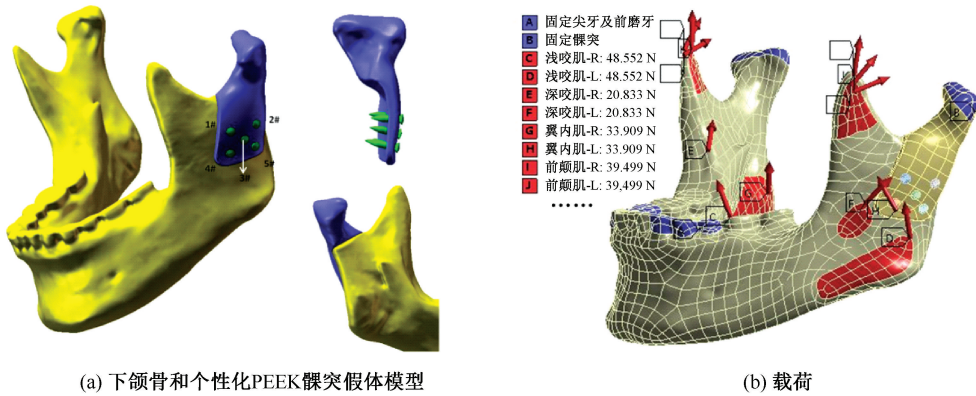 1#
2#
3#
4#
5#
A 固定尖牙及前磨牙
B 固定髁突
C 浅咬肌-R: 48.552 N
D 浅咬肌-L: 48.552 N
E 深咬肌-R: 20.833 N
F 深咬肌-L: 20.833 N
G 翼内肌-R: 33.909 N
H 翼内肌-L: 33.909 N
I 前颠肌-R: 39.499 N
J 前颠肌-L: 39,499 N
……
E
G
C
B
F
H
D
(a) 下颌骨和个性化PEEK髁突假体模型
(b) 载荷